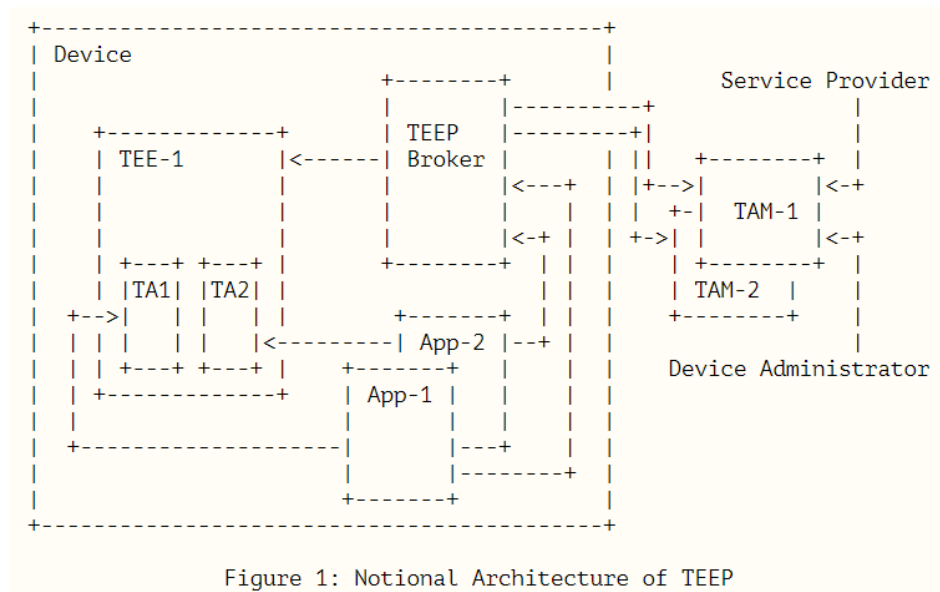 Device
Service Provider
TEEP
TEE-1
Broker
TAM-1
TA1
TA2
TAM-2
App-2
Device Administrator
App-1
Figure 1: Notional Architecture of TEEP